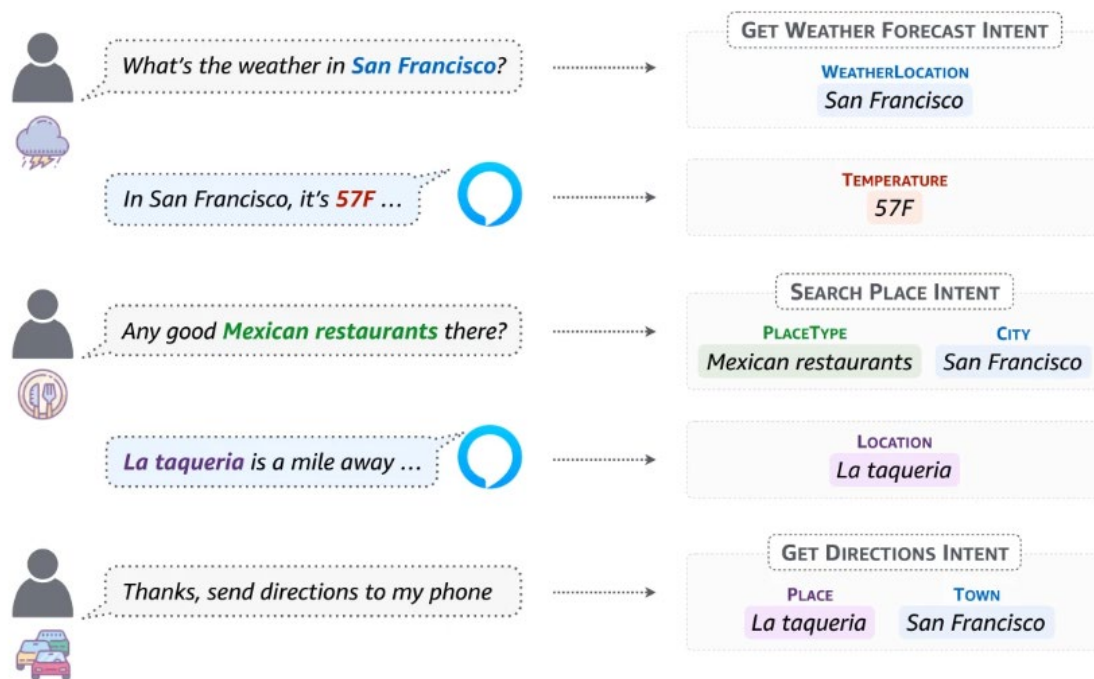 GET WEATHER FORECAST INTENT
What's the weather in San Francisco?
WEATHERLOCATION
San Francisco
In San Francisco, it's 57F ...
TEMPERATURE
57F
SEARCH PLACE INTENT
Any good Mexican restaurants there?
PLACETYPE CITY
Mexican restaurants San Francisco
La taqueria is a mile away ...
LOCATION
La taqueria
GET DIRECTIONS INTENT
Thanks, send directions to my phone
PLACE TOWN
La taqueria San Francisco